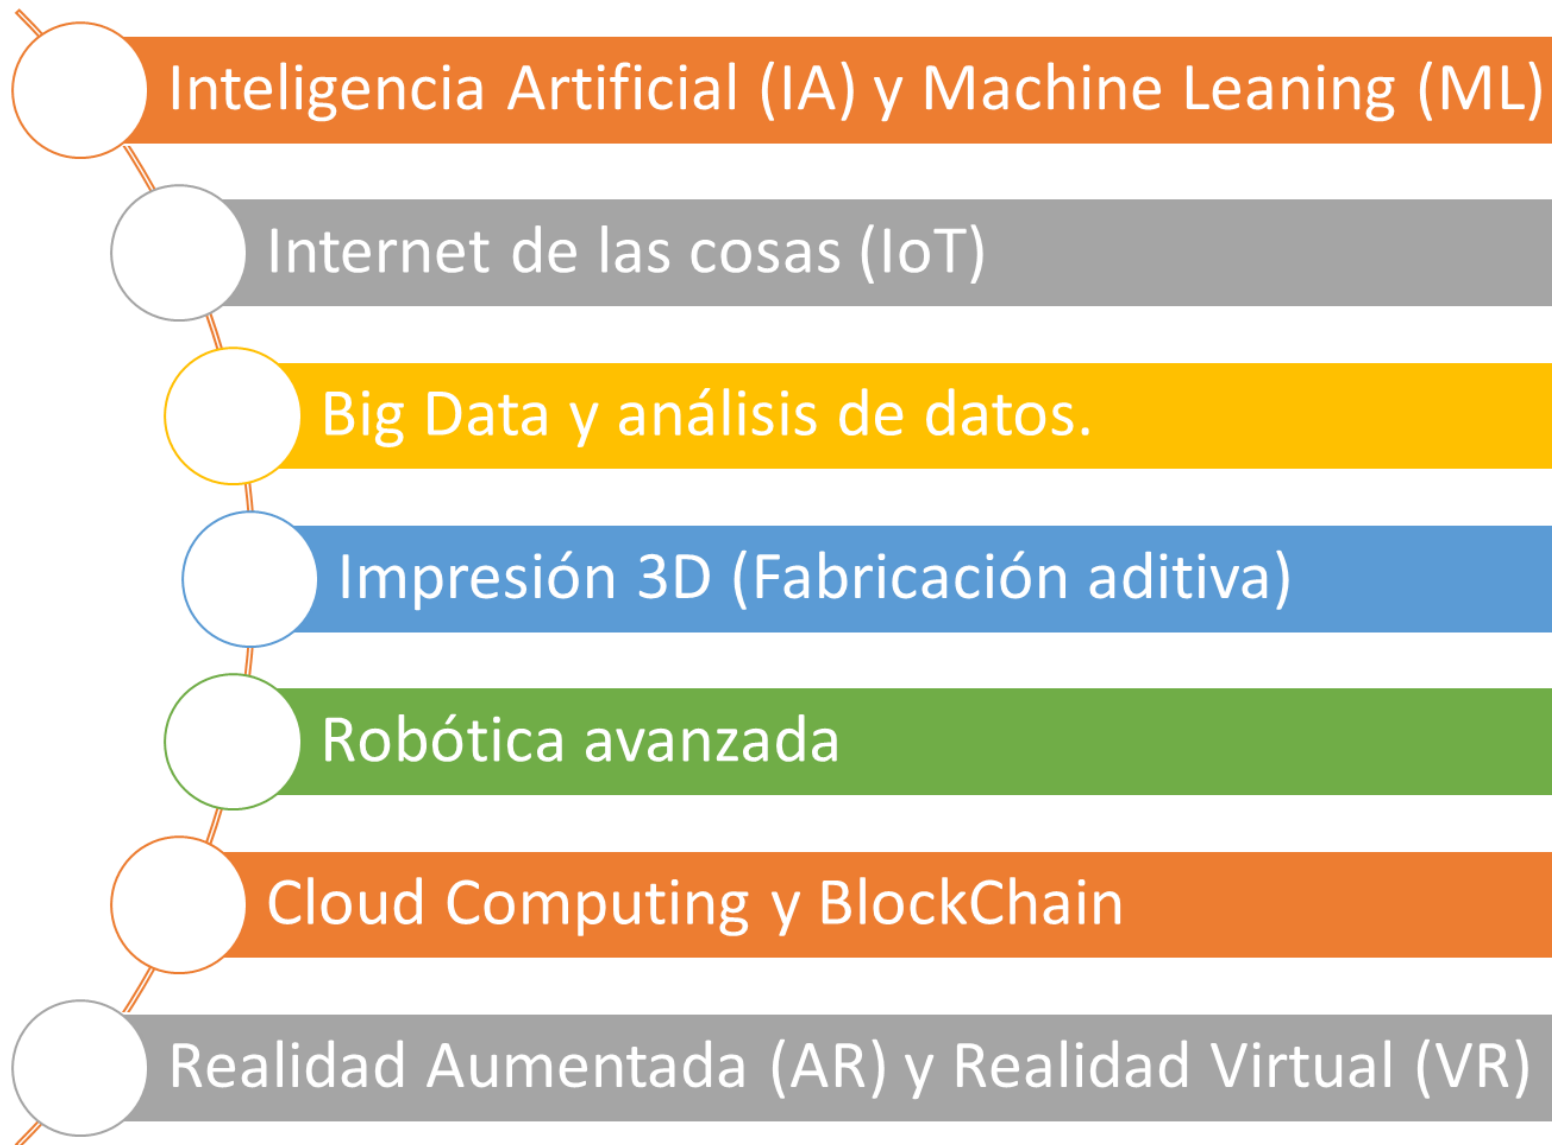 Inteligencia Artificial (IA) y Machine Leaning (ML)
Internet de las cosas (IoT)
Big Data y análisis de datos.
Impresión 3D (Fabricación aditiva)
Robótica avanzada
Cloud Computing y BlockChain
Realidad Aumentada (AR) y Realidad Virtual (VR)